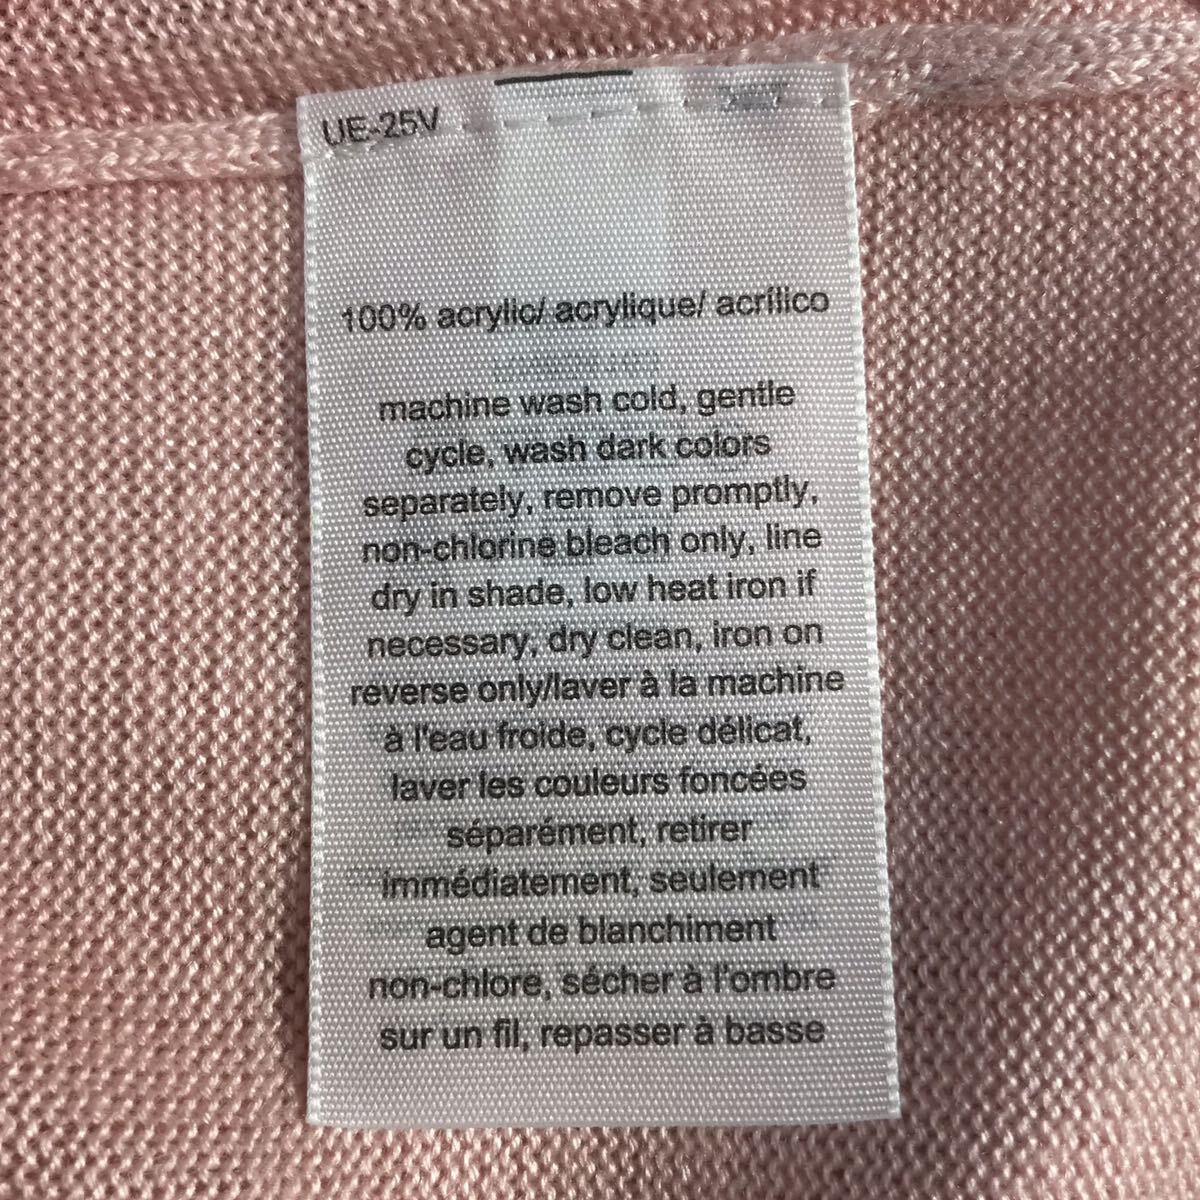 UE-25V
100% acrylic/ acrylique/ acrílico
machine wash cold, gentle
cycle, wash dark colors
separately, remove promptly,
non-chlorine bleach only, line
dry in shade, low heat iron if
necessary, dry clean, iron on
reverse only/laver à la machine
à l'eau froide, cycle délicat,
laver les couleurs foncées
séparément, retirer
immédiatement, seulement
agent de blanchiment
non-chlore, sécher à l'ombre
sur un fil, repasser à basse